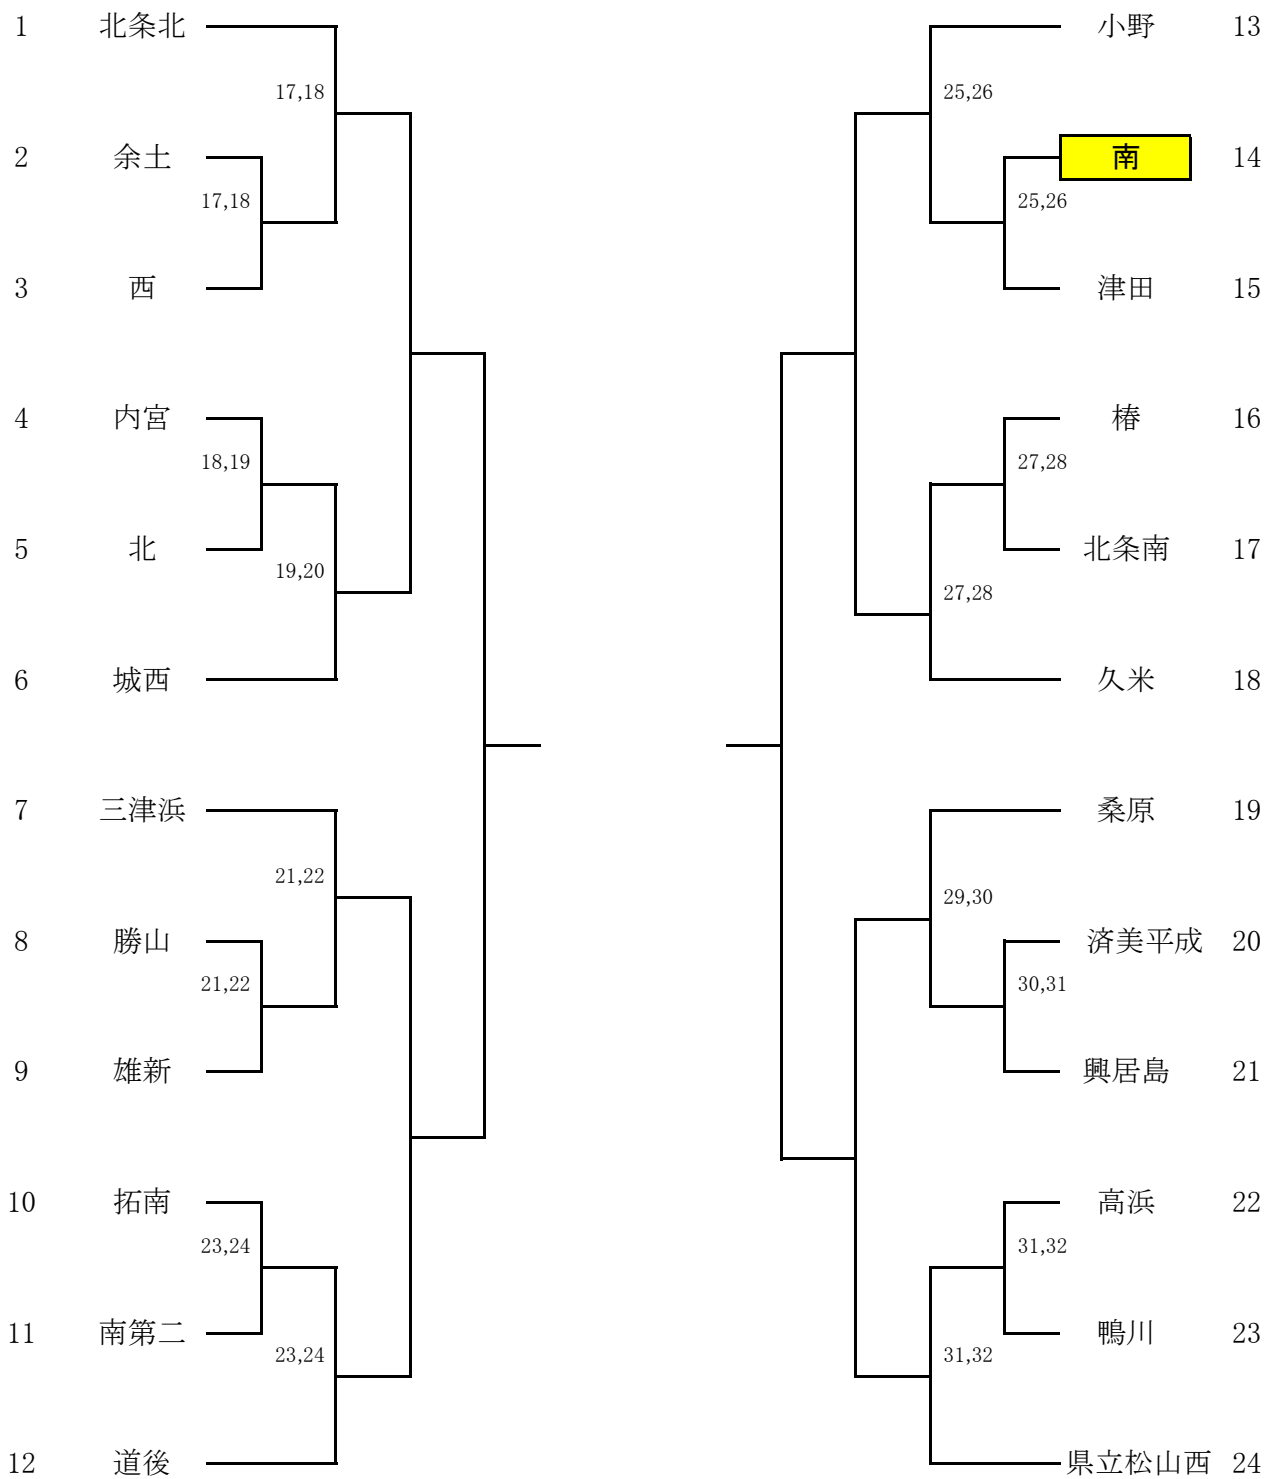 1 北条北
17,18
2 余土
17,18
3 西
4 内宮
18,19
5 北
19,20
6 城西
7 三津浜
21,22
8 勝山
21,22
9 雄新
10 拓南
23,24
11 南第二
23,24
12 道後
小野 13
25,26
南 14
25,26
津田 15
椿 16
27,28
北条南 17
27,28
久米 18
桑原 19
29,30
済美平成 20
30,31
興居島 21
高浜 22
31,32
鴨川 23
31,32
県立松山西 24